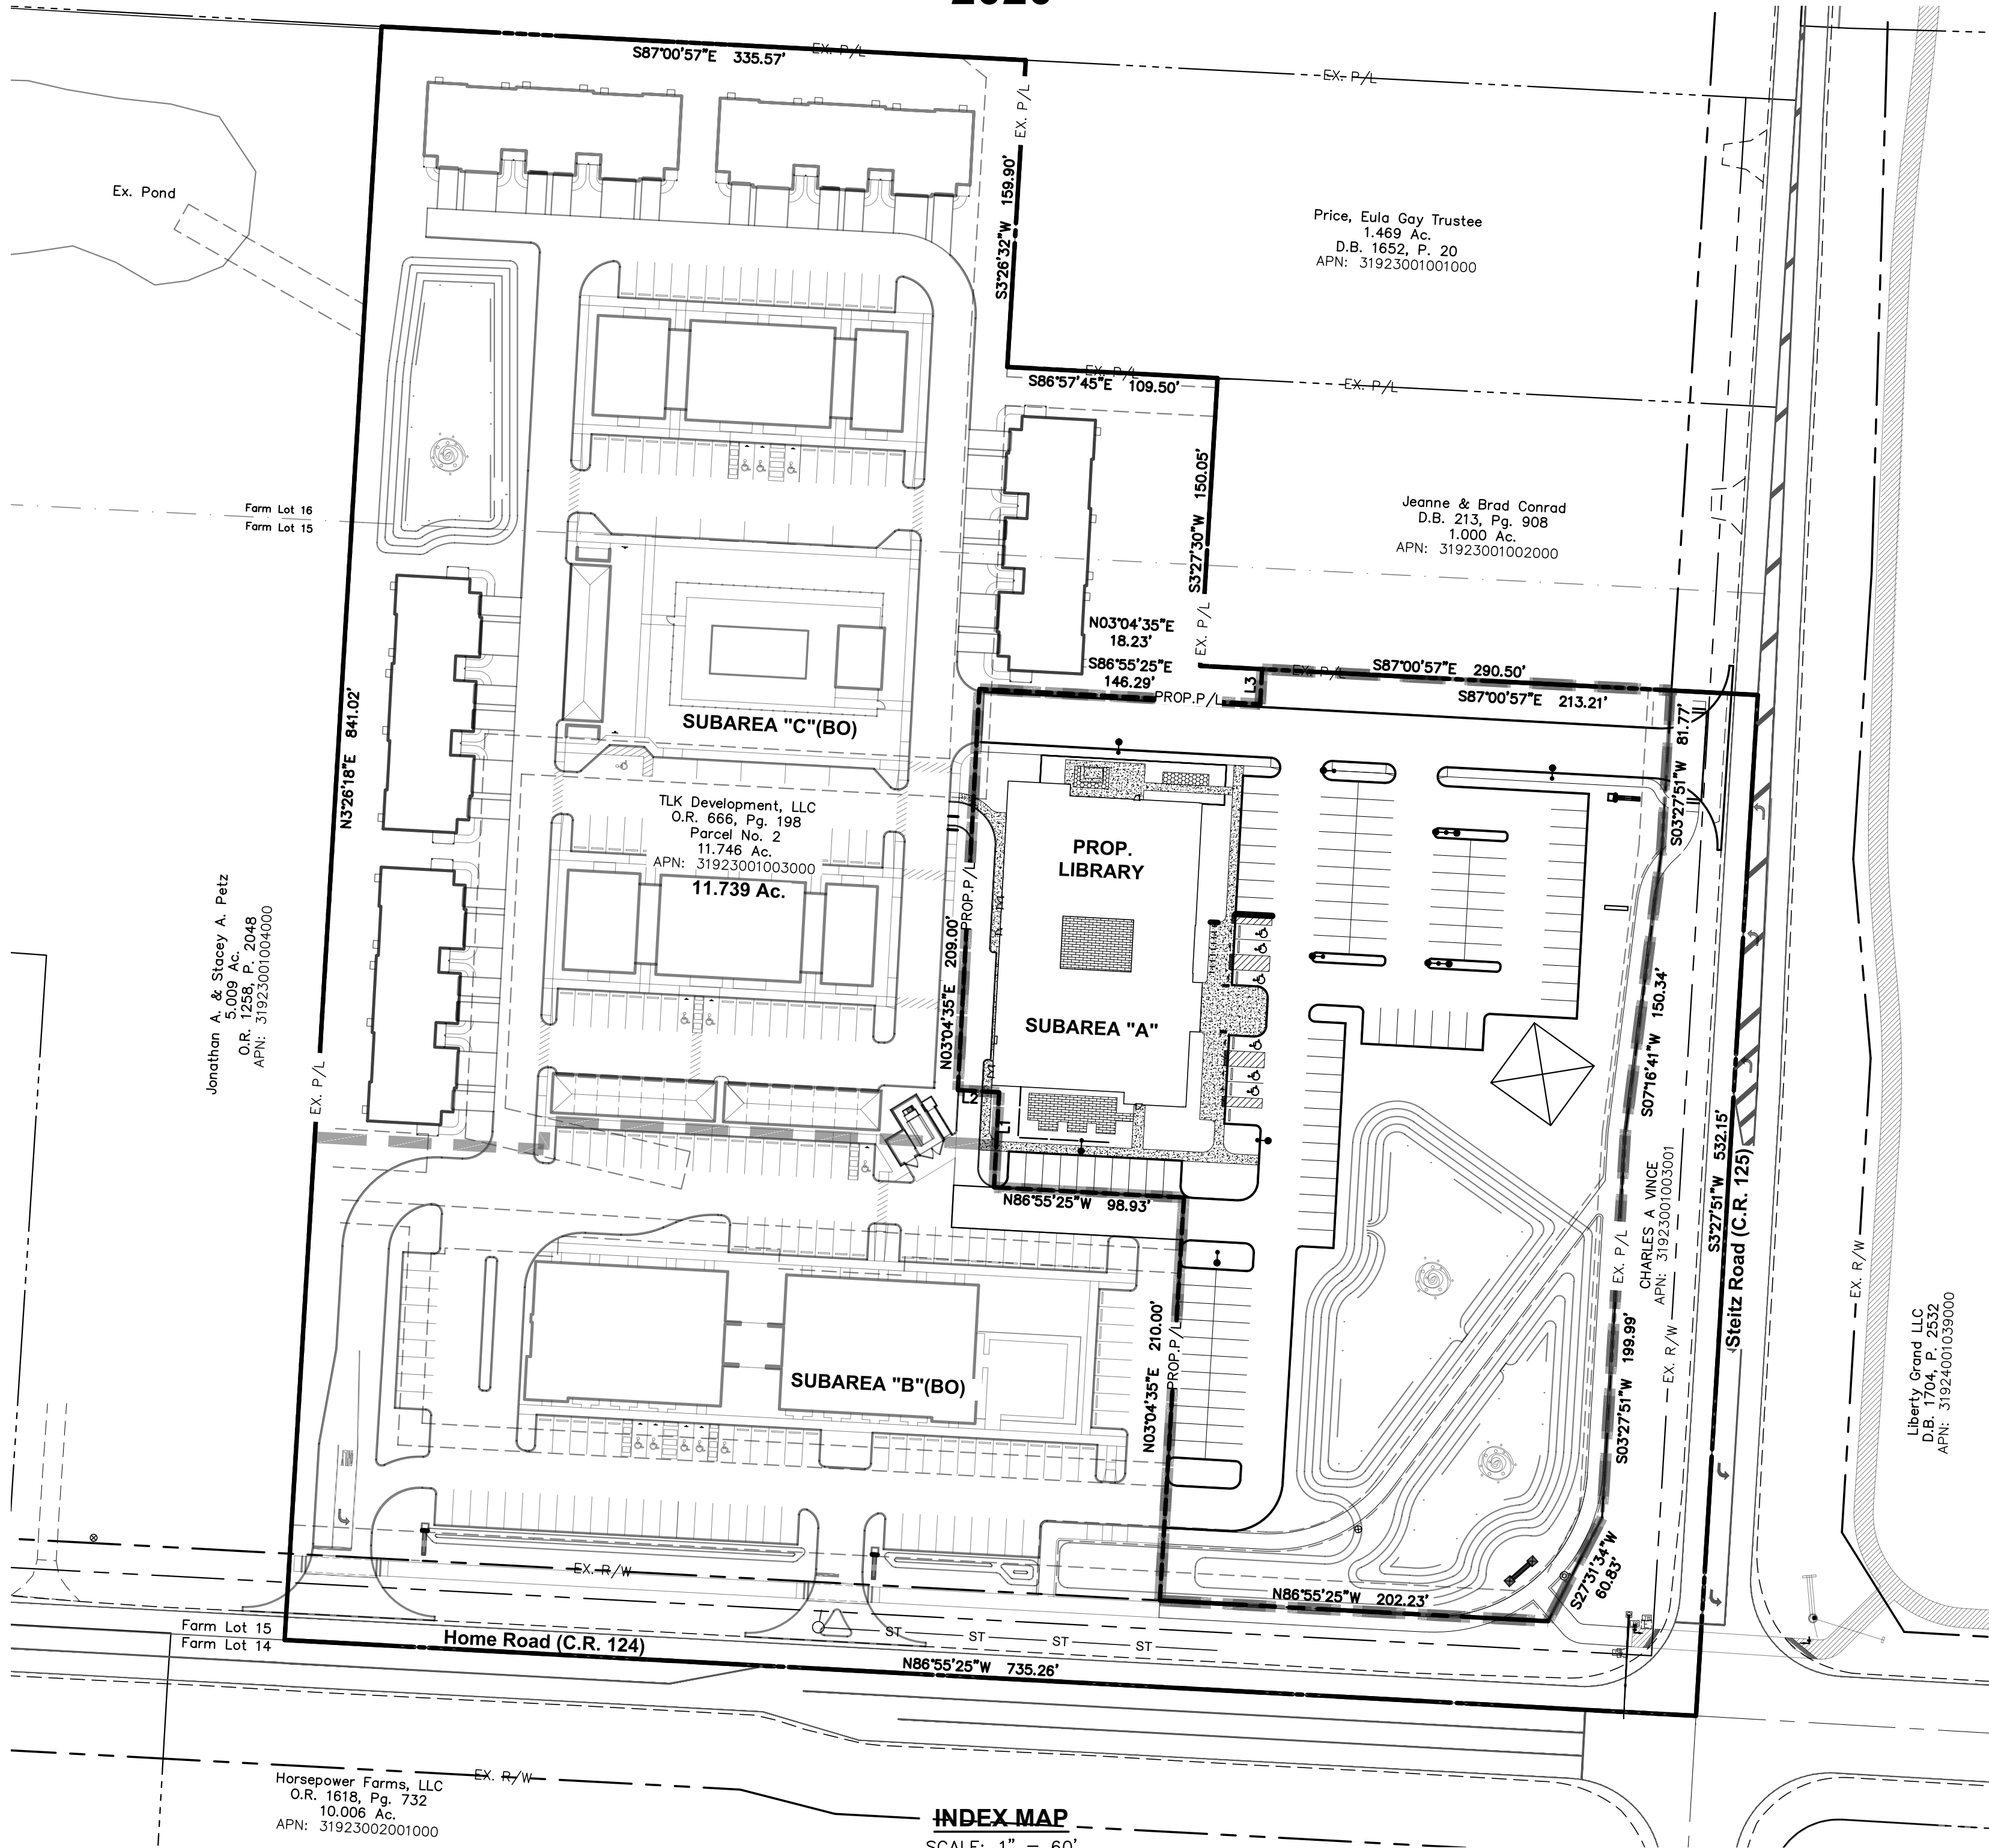 S87°00'57"E 335.57'
EX. P/L
EX. P/L
EX. P/L
S3°26'32"W 159.90'
Ex. Pond
Price, Eula Gay Trustee
1.469 Ac.
D.B. 1652, P. 20
APN: 31923001001000
EX. P/L
S86°57'45"E 109.50'
EX. P/L
S3°27'30"W 150.05'
EX. P/L
Farm Lot 16
Farm Lot 15
Jeanne & Brad Conrad
D.B. 213, Pg. 908
1.000 Ac.
APN: 31923001002000
N03°04'35"E
18.23'
S86°55'25"E
146.29'
PROP.P/L
L3
EX. P/L
S87°00'57"E 290.50'
S87°00'57"E 213.21'
S03°27'51"W 81.77'
N3°26'18"E 841.02'
EX. P/L
SUBAREA "C"(BO)
TLK Development, LLC
O.R. 666, Pg. 198
Parcel No. 2
11.746 Ac.
APN: 31923001003000
11.739 Ac.
PROP.
LIBRARY
SUBAREA "A"
PROP.P/L
N03°04'35"E 209.00'
L2
L1
Jonathan A. & Stacey A. Petz
5.009 Ac.
O.R. 1258, P. 2048
APN: 31923001004000
S07°16'41"W 150.34'
N86°55'25"W 98.93'
CHARLES A VINCE
APN: 31923001003001
S3°27'51"W 532.15'
Steitz Road (C.R. 125)
EX. P/L
EX. R/W
EX. R/W
S03°27'51"W 199.99'
PROP.P/L
N03°04'35"E 210.00'
SUBAREA "B"(BO)
Liberty Grand LLC
D.B. 1704, P. 2532
APN: 31924001039000
S27°31'34"W
60.83'
N86°55'25"W 202.23'
EX. R/W
Farm Lot 15
Farm Lot 14
ST ST ST ST
Home Road (C.R. 124)
N86°55'25"W 735.26'
Horsepower Farms, LLC
O.R. 1618, Pg. 732
10.006 Ac.
APN: 31923002001000
EX. R/W
INDEX MAP
SCALE: 1" = 60'